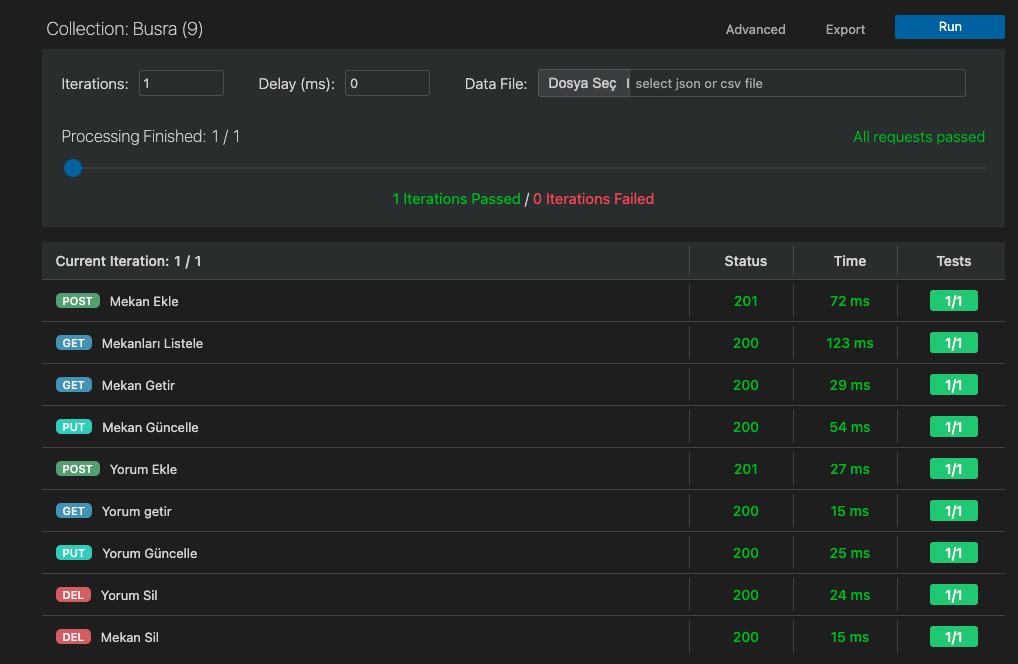 Collection: Busra (9) Advanced Export Run
Iterations: 1 Delay (ms): 0 Data File: Dosya Seç select json or csv file
Processing Finished: 1 / 1 All requests passed
1 Iterations Passed / 0 Iterations Failed
Current Iteration: 1 / 1 Status Time Tests
POST Mekan Ekle 201 72 ms 1/1
GET Mekanları Listele 200 123 ms 1/1
GET Mekan Getir 200 29 ms 1/1
PUT Mekan Güncelle 200 54 ms 1/1
POST Yorum Ekle 201 27 ms 1/1
GET Yorum getir 200 15 ms 1/1
PUT Yorum Güncelle 200 25 ms 1/1
DEL Yorum Sil 200 24 ms 1/1
DEL Mekan Sil 200 15 ms 1/1